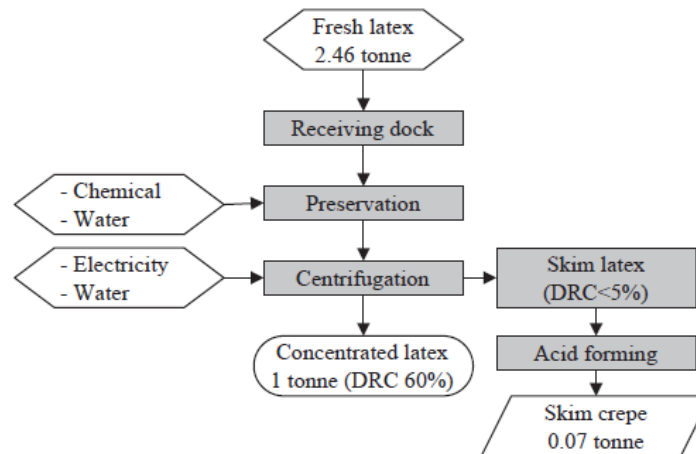 Fresh latex
2.46 tonne
Receiving dock
- Chemical
- Water
Preservation
- Electricity
- Water
Centrifugation
Skim latex
(DRC<5%)
Concentrated latex
1 tonne (DRC 60%)
Acid forming
Skim crepe
0.07 tonne